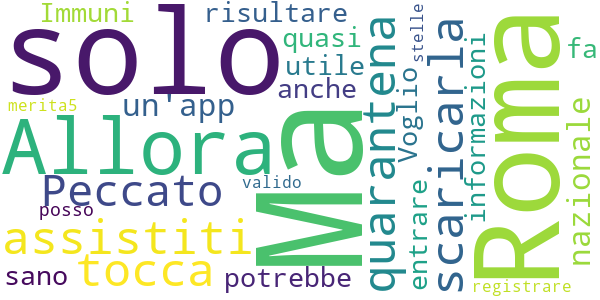 Immuni
risultare
solo
quasi
stelle
fa
utile
anche
merita5
un'app
Allora
Ma
quarantena
Voglio
scaricarla
informazioni
Roma
nazionale
Peccato
valido
posso
entrare
assistiti
tocca
sano
potrebbe
registrare